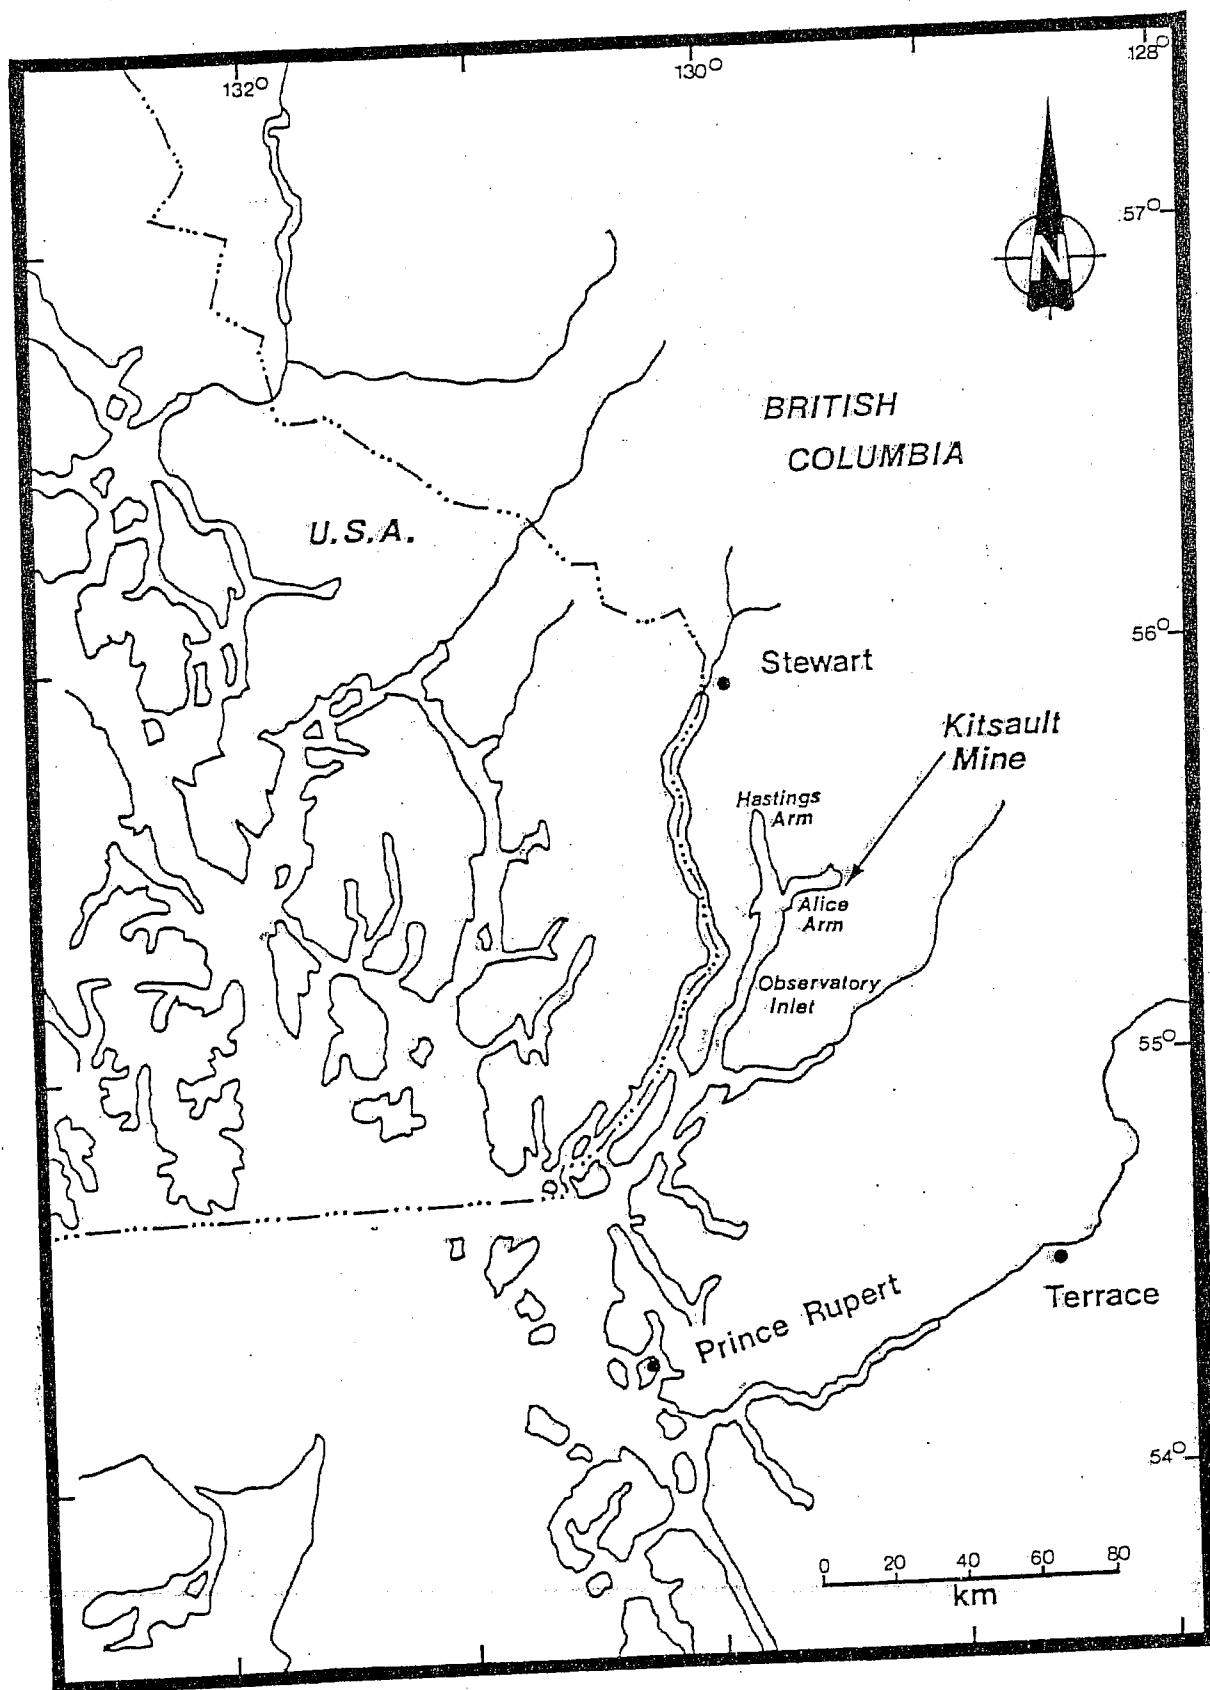 132°
130°
128°
57°
N
BRITISH
COLUMBIA
U.S.A.
56°
Stewart
Kitsault
Mine
Hastings
Arm
Alice
Arm
Observatory
Inlet
55°
Terrace
Prince Rupert
54°
0 20 40 60 80
km